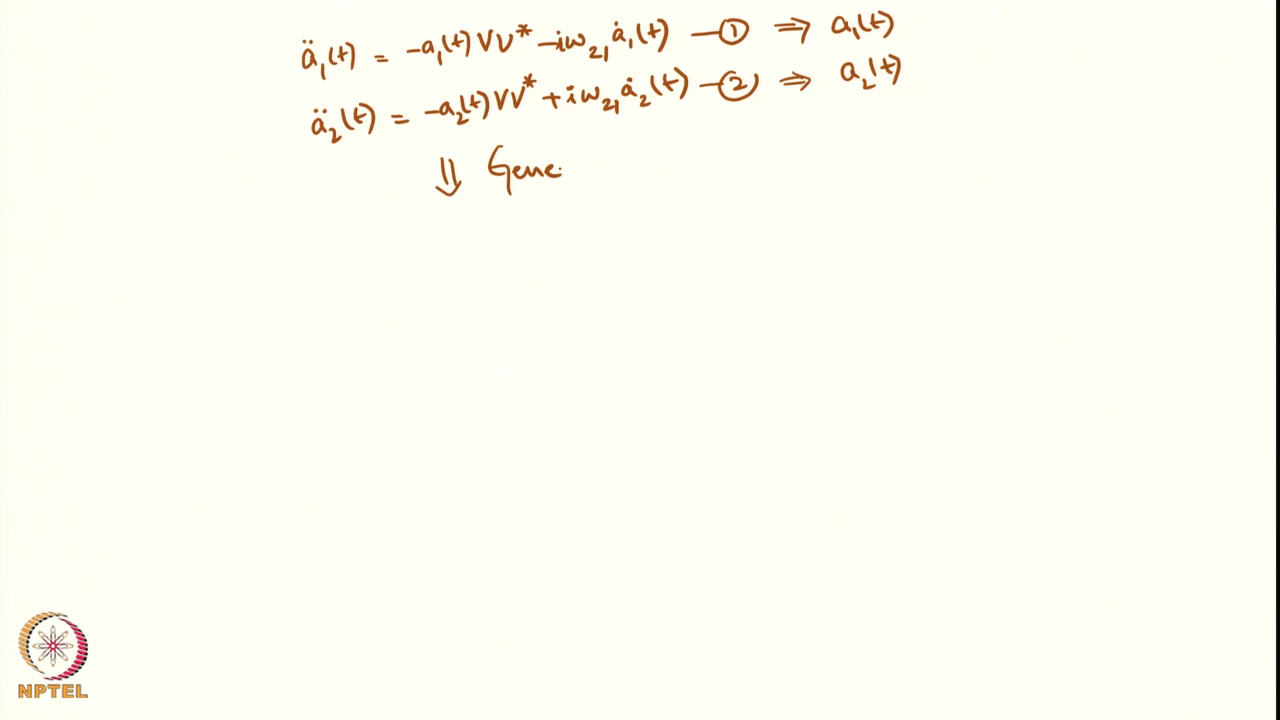 ä₁(t) = -a₁(t) VV* - iω₂₁ȧ₁(t) —① ⇒ a₁(t)
ä₂(t) = -a₂(t) VV* + iω₂₁ȧ₂(t) —② ⇒ a₂(t)
⇓ Gene
NPTEL